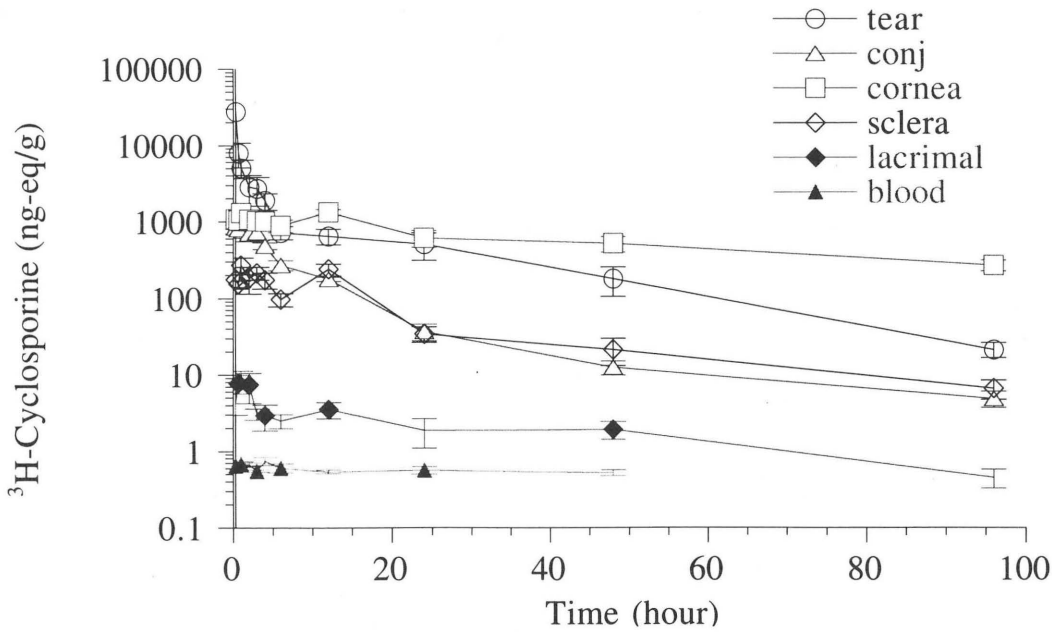 tear
conj
cornea
sclera
lacrimal
blood
100000
10000
1000
100
10
1
0.1
³H-Cyclosporine (ng-eq/g)
0
20
40
60
80
100
Time (hour)